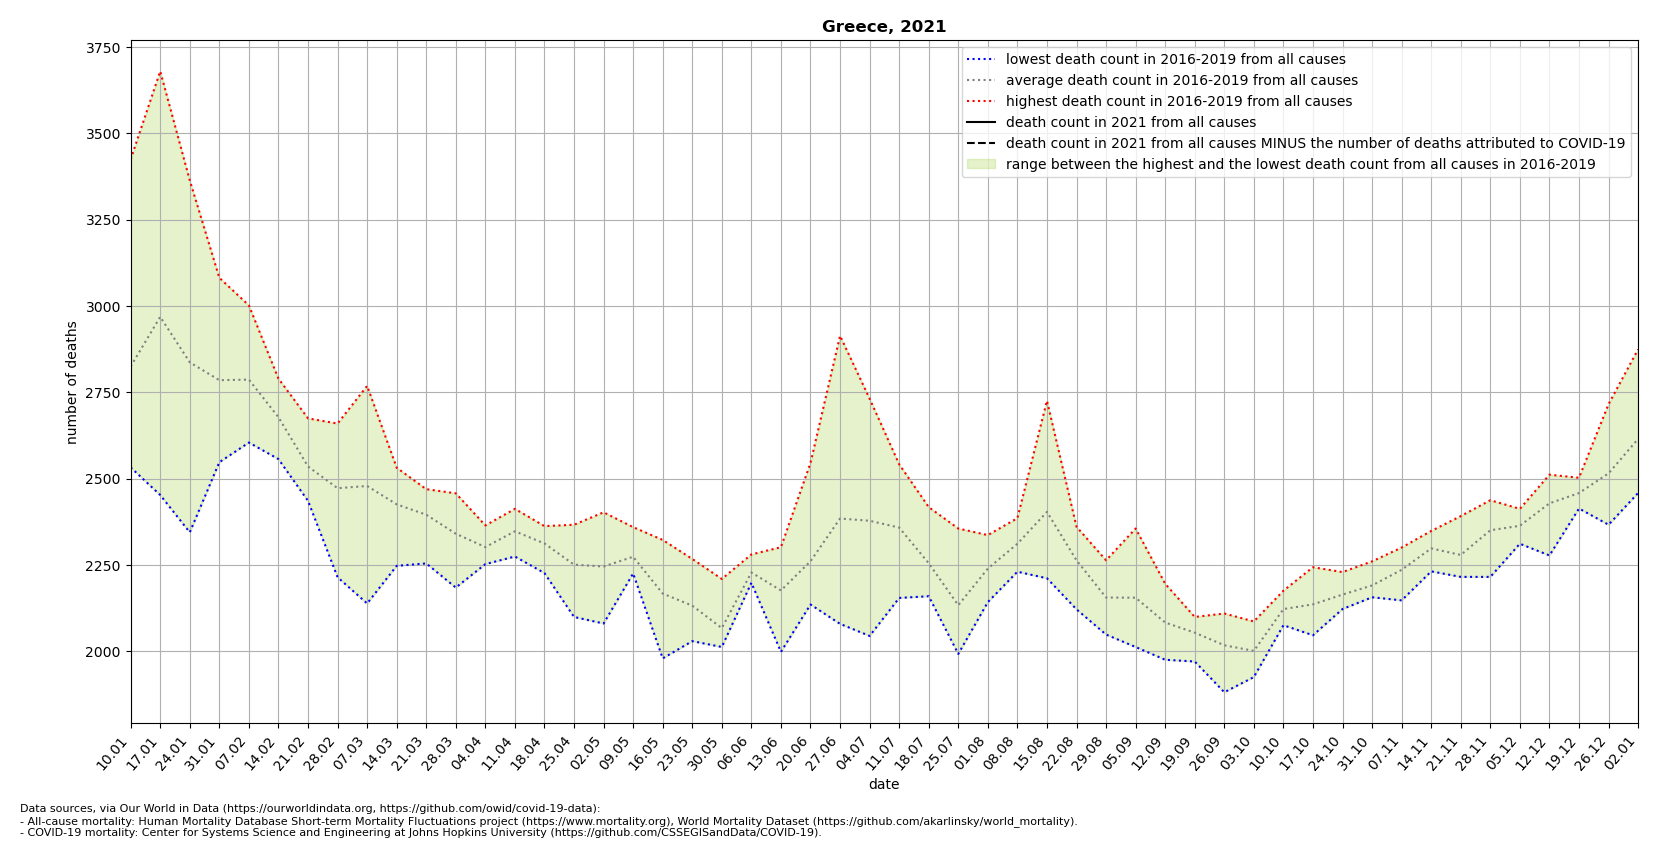 Greece, 2021
3750
3500
3250
3000
2750
2500
2250
2000
number of deaths
lowest death count in 2016-2019 from all causes
average death count in 2016-2019 from all causes
highest death count in 2016-2019 from all causes
death count in 2021 from all causes
death count in 2021 from all causes MINUS the number of deaths attributed to COVID-19
range between the highest and the lowest death count from all causes in 2016-2019
10.01 17.01 24.01 31.01 07.02 14.02 21.02 28.02 07.03 14.03 21.03 28.03 04.04 11.04 18.04 25.04 02.05 09.05 16.05 23.05 30.05 06.06 13.06 20.06 27.06 04.07 11.07 18.07 25.07 01.08 08.08 15.08 22.08 29.08 05.09 12.09 19.09 26.09 03.10 10.10 17.10 24.10 31.10 07.11 14.11 21.11 28.11 05.12 12.12 19.12 26.12 02.01
date
Data sources, via Our World in Data (https://ourworldindata.org, https://github.com/owid/covid-19-data):
- All-cause mortality: Human Mortality Database Short-term Mortality Fluctuations project (https://www.mortality.org), World Mortality Dataset (https://github.com/akarlinsky/world_mortality).
- COVID-19 mortality: Center for Systems Science and Engineering at Johns Hopkins University (https://github.com/CSSEGISandData/COVID-19).